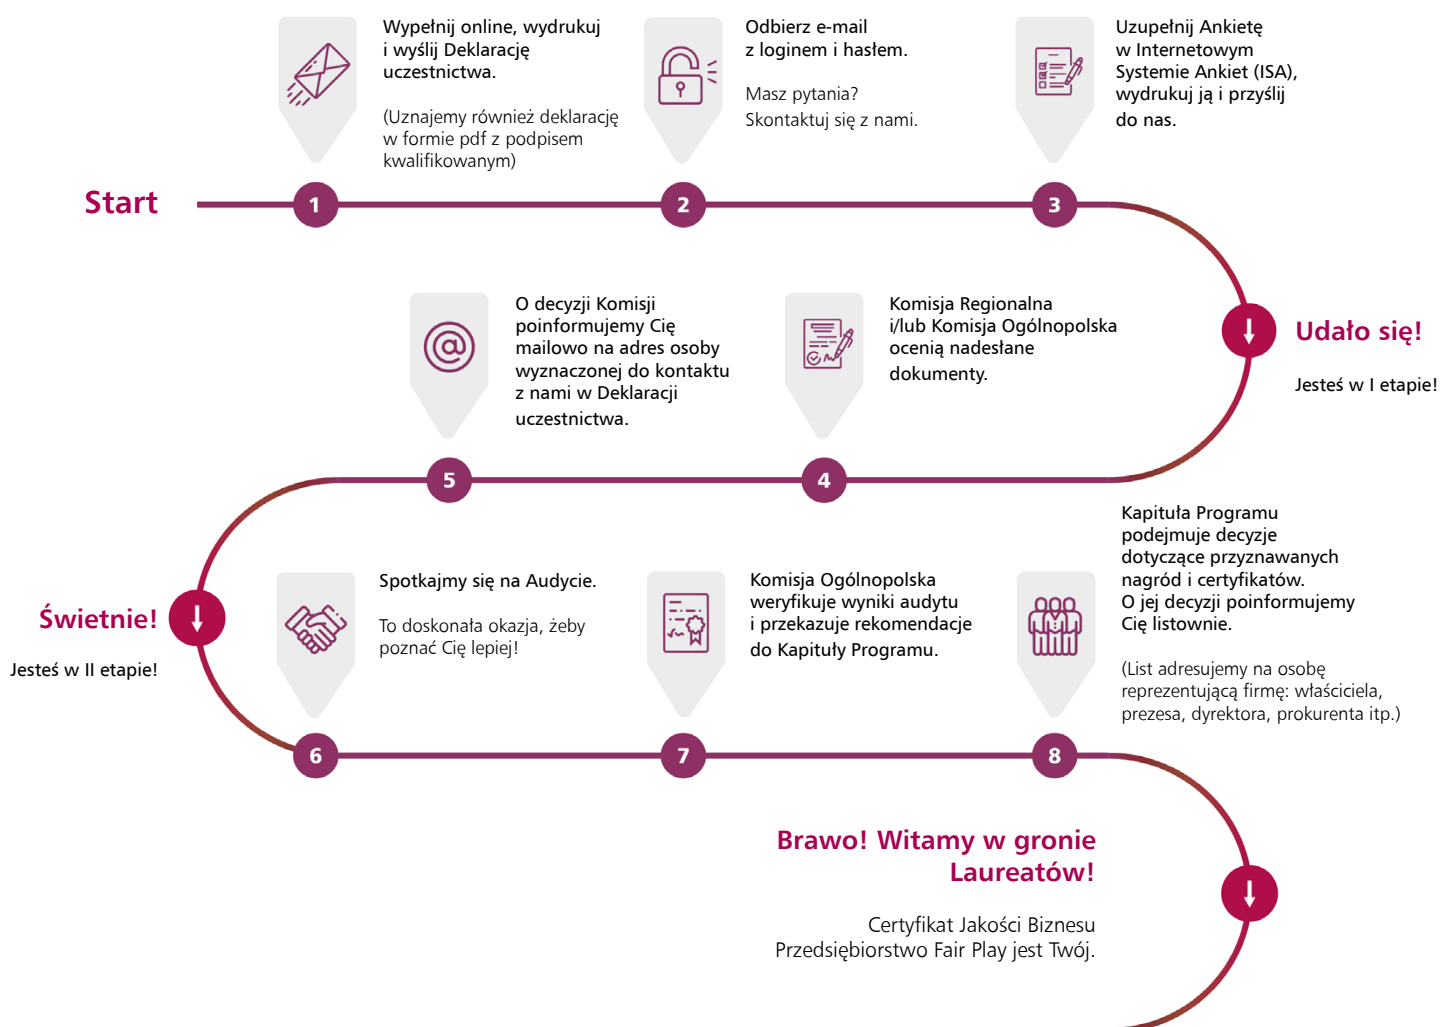 Wypełnij online, wydrukuj
i wyślij Deklarację
uczestnictwa.
(Uznajemy również deklarację
w formie pdf z podpisem
kwalifikowanym)
Odbierz e-mail
z loginem i hasłem.
Masz pytania?
Skontaktuj się z nami.
Uzupełnij Ankietę
w Internetowym
Systemie Ankiet (ISA),
wydrukuj ją i przyślij
do nas.
Start
1
2
3
Udało się!
Jesteś w I etapie!
Komisja Regionalna
i/lub Komisja Ogólnopolska
ocenią nadesłane
dokumenty.
4
O decyzji Komisji
poinformujemy Cię
mailowo na adres osoby
wyznaczonej do kontaktu
z nami w Deklaracji
uczestnictwa.
5
Świetnie!
Jesteś w II etapie!
Spotkajmy się na Audycie.
To doskonała okazja, żeby
poznać Cię lepiej!
6
Komisja Ogólnopolska
weryfikuje wyniki audytu
i przekazuje rekomendacje
do Kapituły Programu.
7
Kapituła Programu
podejmuje decyzje
dotyczące przyznawanych
nagród i certyfikatów.
O jej decyzji poinformujemy
Cię listownie.
(List adresujemy na osobę
reprezentującą firmę: właściciela,
prezesa, dyrektora, prokurenta itp.)
8
Brawo! Witamy w gronie
Laureatów!
Certyfikat Jakości Biznesu
Przedsiębiorstwo Fair Play jest Twój.